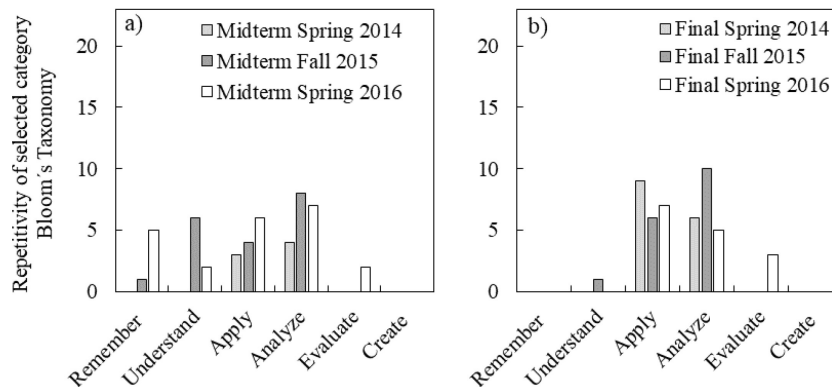 Repetitivity of selected category
Bloom´s Taxonomy
a)
Midterm Spring 2014
Midterm Fall 2015
Midterm Spring 2016
20
15
10
5
0
Remember
Understand
Apply
Analyze
Evaluate
Create
b)
Final Spring 2014
Final Fall 2015
Final Spring 2016
20
15
10
5
0
Remember
Understand
Apply
Analyze
Evaluate
Create